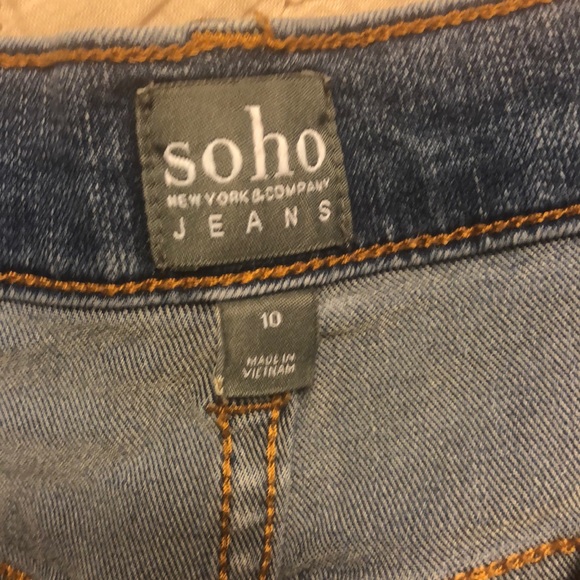 soho
NEW YORK & COMPANY
JEANS
10
MADE IN
VIETNAM